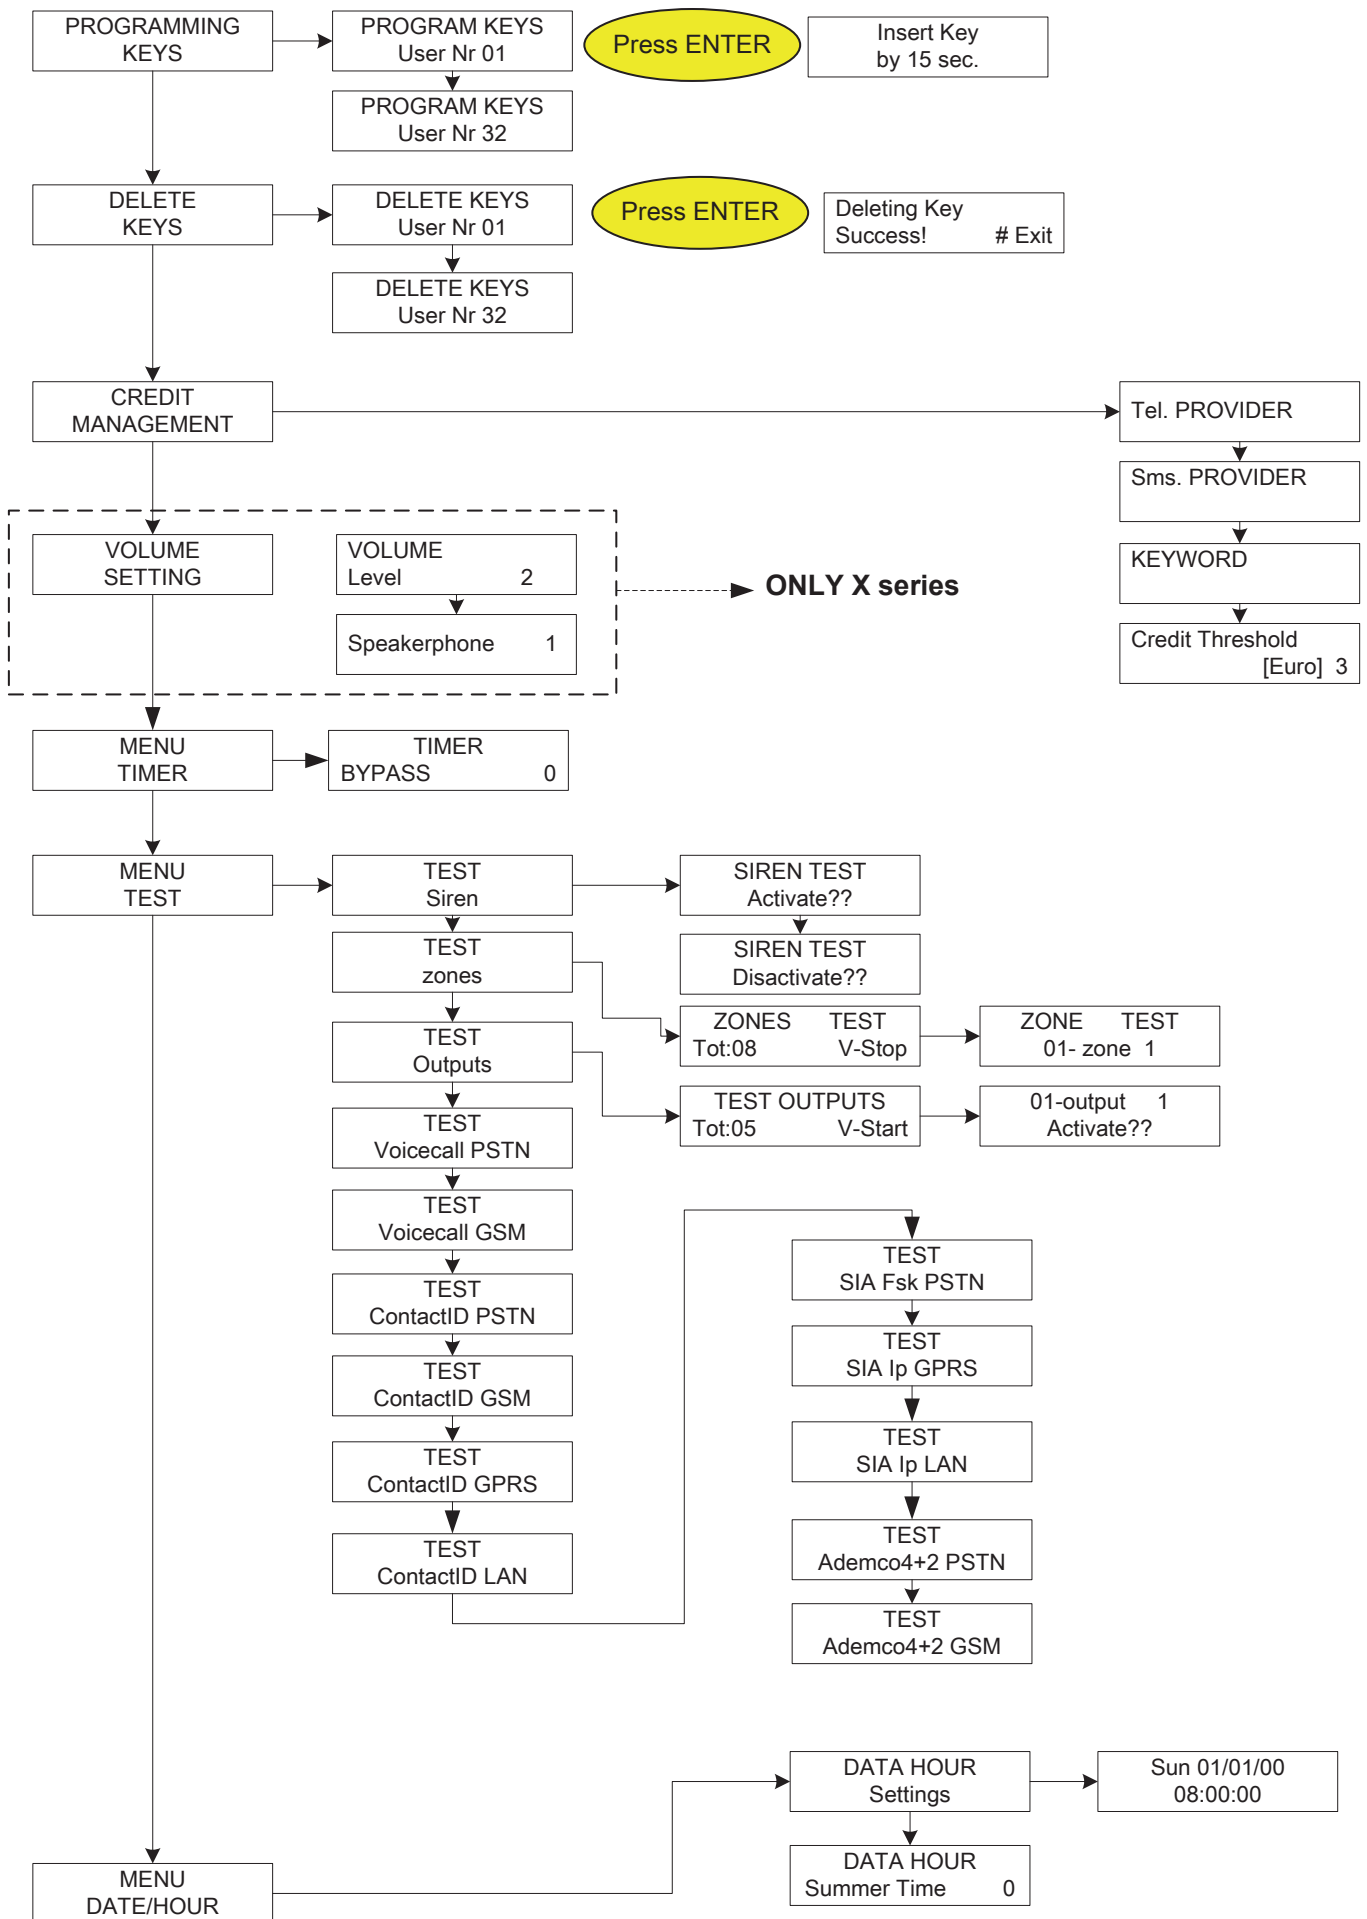 PROGRAMMING
KEYS
PROGRAM KEYS
User Nr 01
Press ENTER
Insert Key
by 15 sec.
PROGRAM KEYS
User Nr 32
DELETE
KEYS
DELETE KEYS
User Nr 01
Press ENTER
Deleting Key
Success! # Exit
DELETE KEYS
User Nr 32
CREDIT
MANAGEMENT
Tel. PROVIDER
Sms. PROVIDER
KEYWORD
Credit Threshold
[Euro] 3
VOLUME
SETTING
VOLUME
Level 2
Speakerphone 1
ONLY X series
MENU
TIMER
TIMER
BYPASS 0
MENU
TEST
TEST
Siren
SIREN TEST
Activate??
SIREN TEST
Disactivate??
TEST
zones
ZONES TEST
Tot:08 V-Stop
ZONE TEST
01- zone 1
TEST
Outputs
TEST OUTPUTS
Tot:05 V-Start
01-output 1
Activate??
TEST
Voicecall PSTN
TEST
Voicecall GSM
TEST
ContactID PSTN
TEST
ContactID GSM
TEST
ContactID GPRS
TEST
ContactID LAN
TEST
SIA Fsk PSTN
TEST
SIA Ip GPRS
TEST
SIA Ip LAN
TEST
Ademco4+2 PSTN
TEST
Ademco4+2 GSM
MENU
DATE/HOUR
DATA HOUR
Settings
Sun 01/01/00
08:00:00
DATA HOUR
Summer Time 0